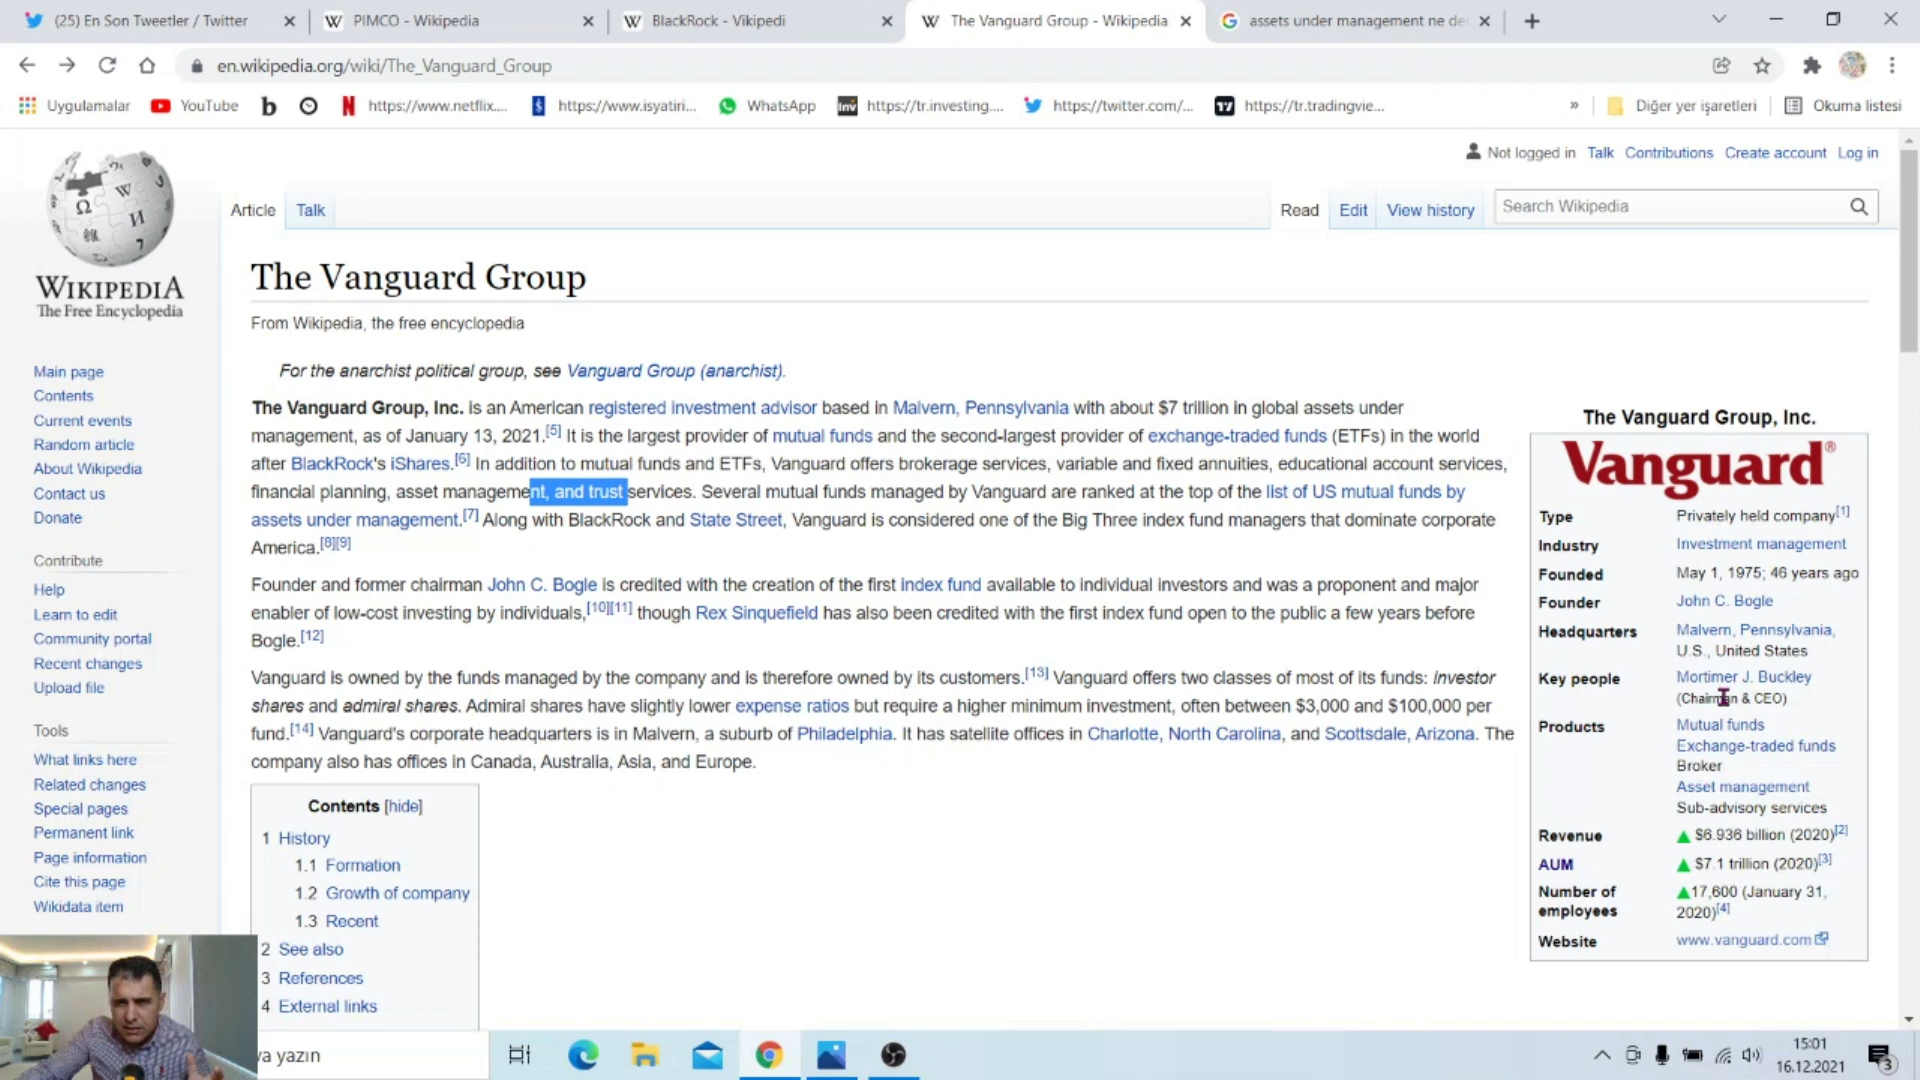 (25) En Son Tweetler / Twitter
PIMCO - Wikipedia
BlackRock - Vikipedi
The Vanguard Group - Wikipedia
assets under management ne de
en.wikipedia.org/wiki/The_Vanguard_Group
Uygulamalar
YouTube
https://www.netflix....
https://www.isyatiri...
WhatsApp
https://tr.investing....
https://twitter.com/...
https://tr.tradingvie...
Diğer yer işaretleri
Okuma listesi
Not logged in Talk Contributions Create account Log in
WIKIPEDIA
The Free Encyclopedia
Article Talk
Read Edit View history
Search Wikipedia
Main page
Contents
Current events
Random article
About Wikipedia
Contact us
Donate
Contribute
Help
Learn to edit
Community portal
Recent changes
Upload file
Tools
What links here
Related changes
Special pages
Permanent link
Page information
Cite this page
Wikidata item
The Vanguard Group
From Wikipedia, the free encyclopedia
For the anarchist political group, see Vanguard Group (anarchist).
The Vanguard Group, Inc. is an American registered investment advisor based in Malvern, Pennsylvania with about $7 trillion in global assets under
management, as of January 13, 2021.[5] It is the largest provider of mutual funds and the second-largest provider of exchange-traded funds (ETFs) in the world
after BlackRock's iShares.[6] In addition to mutual funds and ETFs, Vanguard offers brokerage services, variable and fixed annuities, educational account services,
financial planning, asset management, and trust services. Several mutual funds managed by Vanguard are ranked at the top of the list of US mutual funds by
assets under management.[7] Along with BlackRock and State Street, Vanguard is considered one of the Big Three index fund managers that dominate corporate
America.[8][9]
Founder and former chairman John C. Bogle is credited with the creation of the first index fund available to individual investors and was a proponent and major
enabler of low-cost investing by individuals,[10][11] though Rex Sinquefield has also been credited with the first index fund open to the public a few years before
Bogle.[12]
Vanguard is owned by the funds managed by the company and is therefore owned by its customers.[13] Vanguard offers two classes of most of its funds: investor
shares and admiral shares. Admiral shares have slightly lower expense ratios but require a higher minimum investment, often between $3,000 and $100,000 per
fund.[14] Vanguard's corporate headquarters is in Malvern, a suburb of Philadelphia. It has satellite offices in Charlotte, North Carolina, and Scottsdale, Arizona. The
company also has offices in Canada, Australia, Asia, and Europe.
Contents [hide]
1 History
1.1 Formation
1.2 Growth of company
1.3 Recent
2 See also
3 References
4 External links
The Vanguard Group, Inc.
Vanguard®
Type Privately held company[1]
Industry Investment management
Founded May 1, 1975; 46 years ago
Founder John C. Bogle
Headquarters Malvern, Pennsylvania,
U.S., United States
Key people Mortimer J. Buckley
(Chairman & CEO)
Products Mutual funds
Exchange-traded funds
Broker
Asset management
Sub-advisory services
Revenue $6.936 billion (2020)[2]
AUM $7.1 trillion (2020)[3]
Number of employees 17,600 (January 31,
2020)[4]
Website www.vanguard.com
ya yazın
15:01
16.12.2021
3